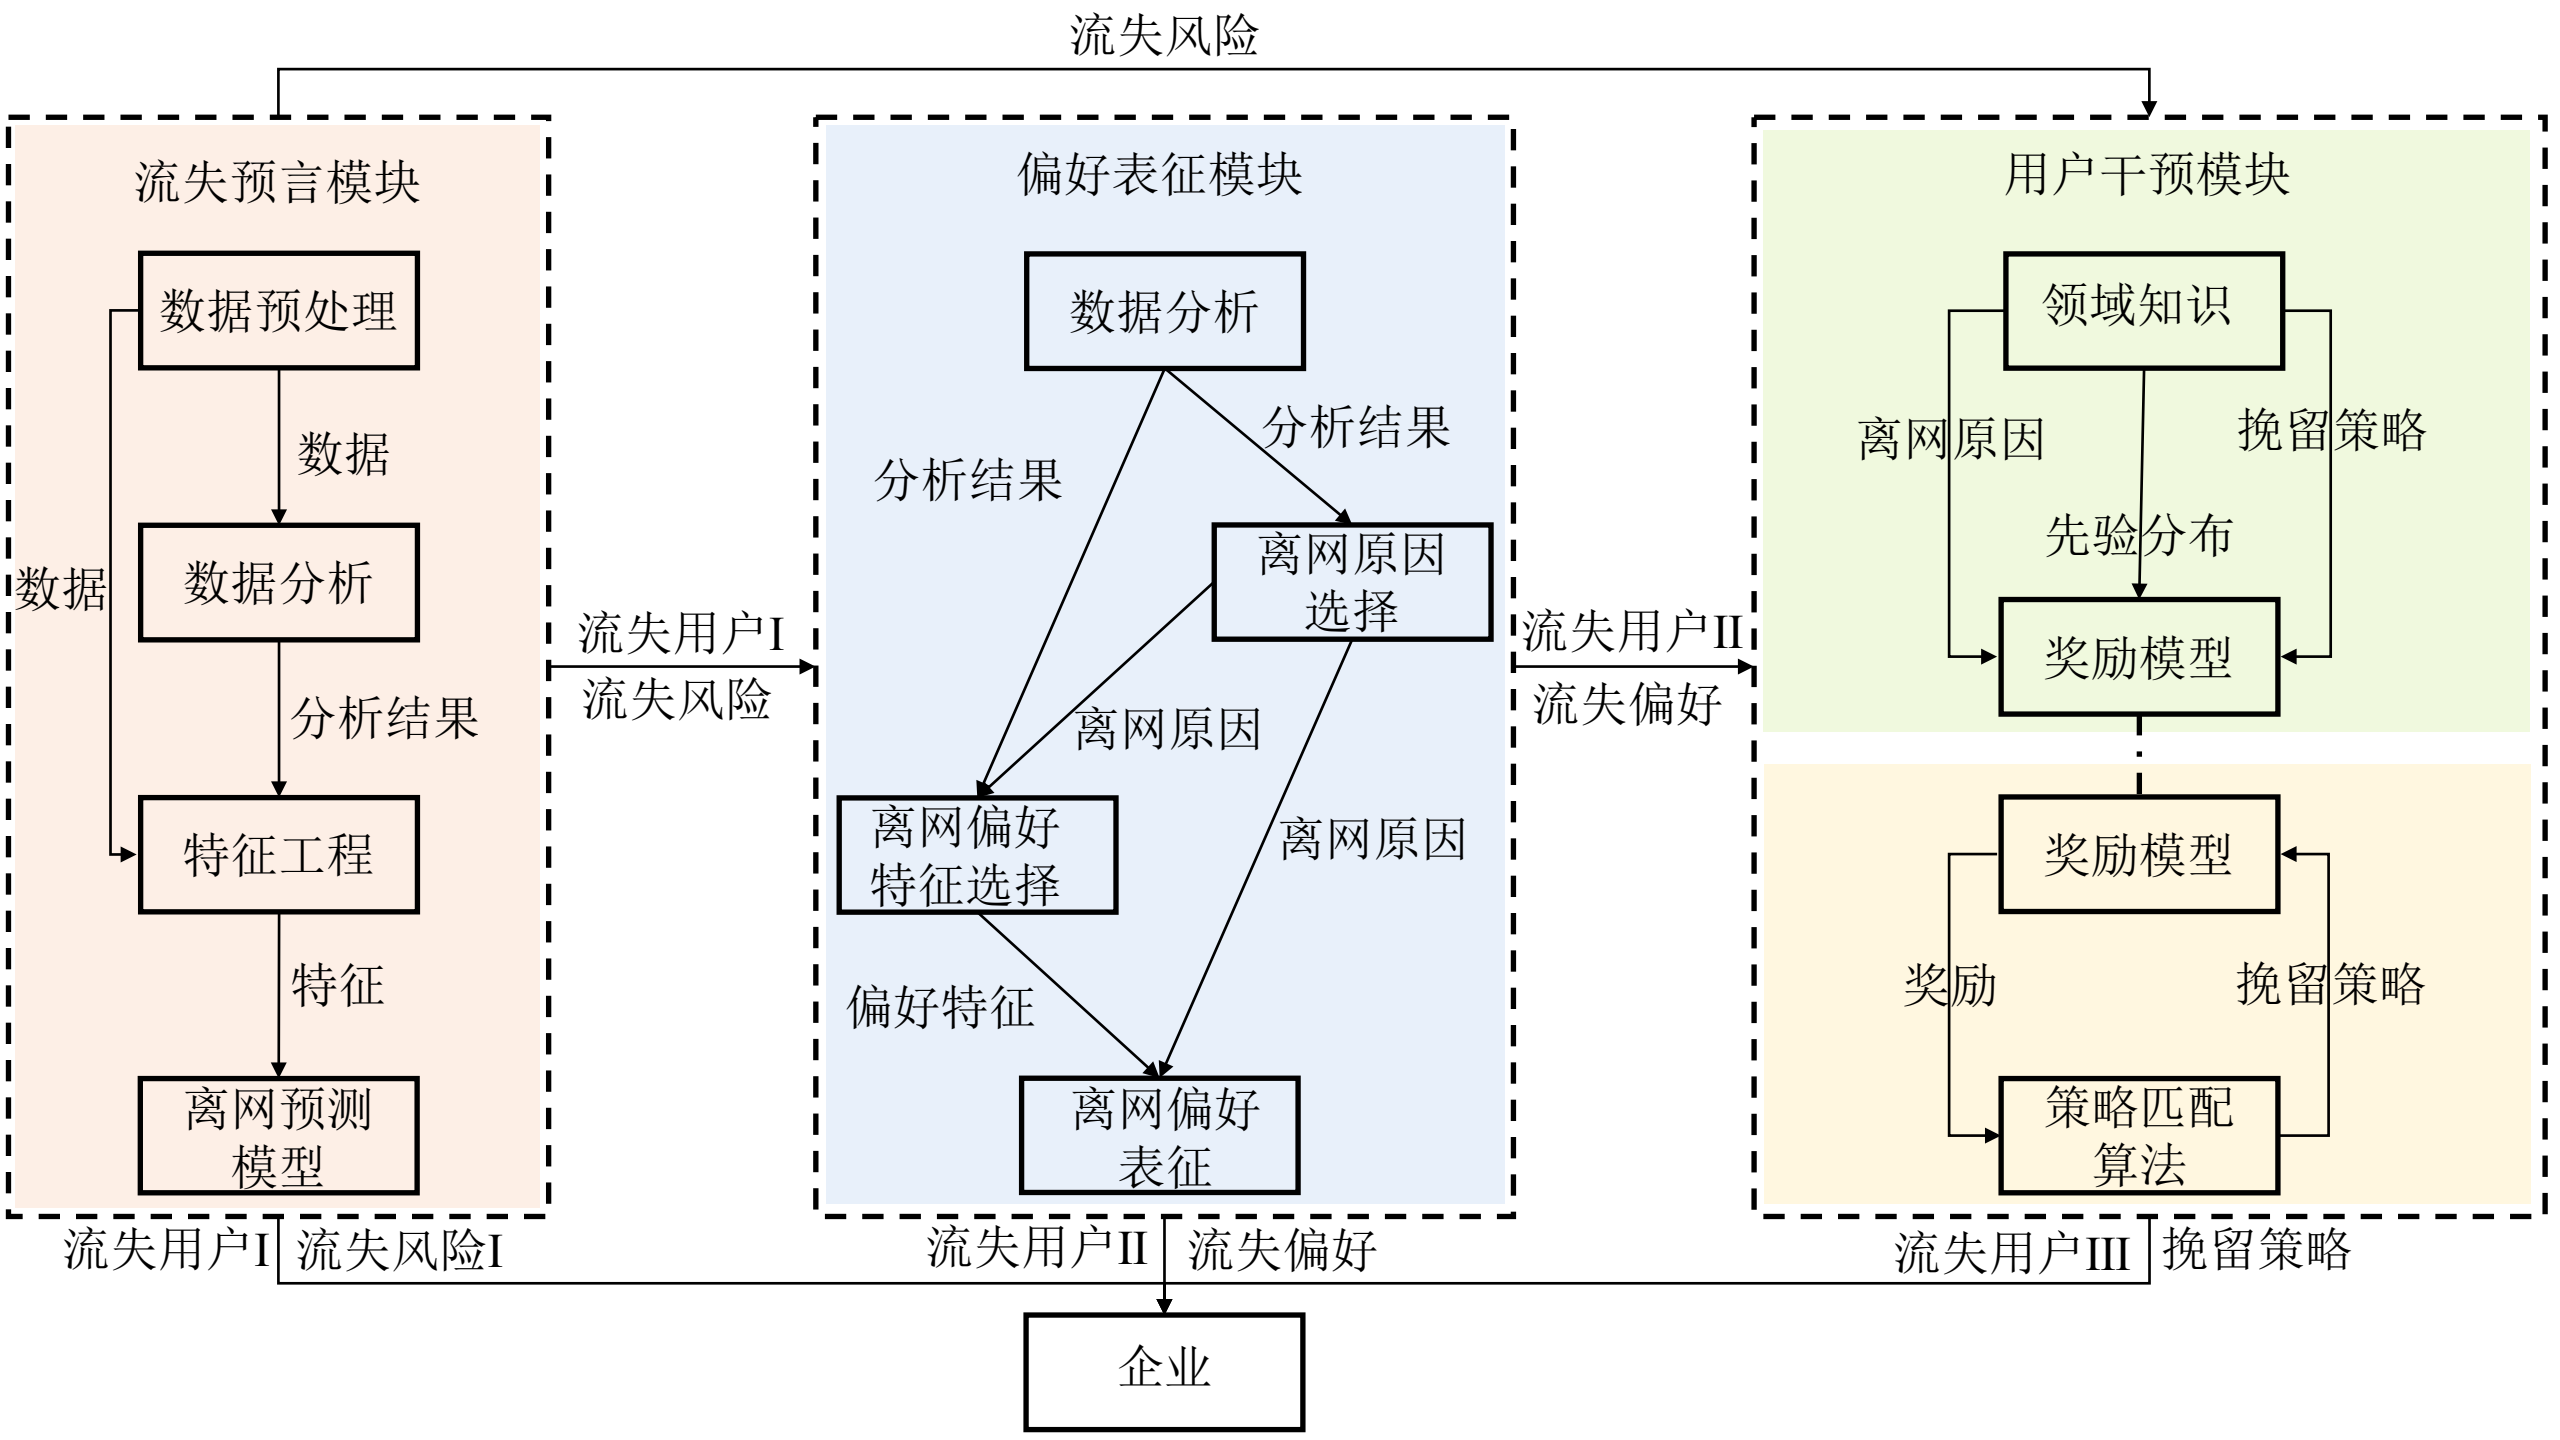 流失风险
流失预言模块
数据预处理
数据
数据
数据分析
分析结果
特征工程
特征
离网预测
模型
流失用户I
流失风险
偏好表征模块
数据分析
分析结果
分析结果
离网原因
选择
离网原因
离网偏好
特征选择
离网原因
偏好特征
离网偏好
表征
流失用户II
流失偏好
用户干预模块
领域知识
离网原因
挽留策略
先验分布
奖励模型
奖励模型
奖励
挽留策略
策略匹配
算法
流失用户I
流失风险I
流失用户II
流失偏好
流失用户III
挽留策略
企业